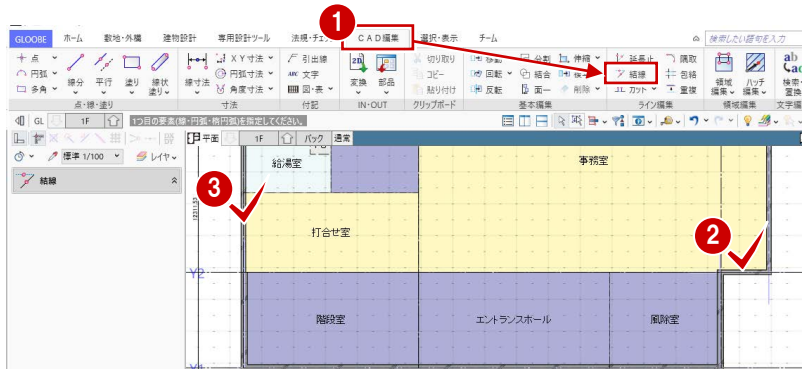 1
GLOOBE ホーム 敷地・外構 建物設計 専用設計ツール 法規・チェ CAD編集 選択・表示 チーム 検索したい語句を入力
点 XY寸法 引出線 切り取り 移動 分割 伸縮 延長止 隅取
円弧 線分 平行 塗り 線状塗り 線寸法 円弧寸法 ABC 文字 変換 部品 コピー 回転 結合 結線 包絡 領域編集 ハッチ編集 検索・置換
多角 角度寸法 図・表 貼り付け 反転 面一 削除 カット 重複
点・線・塗り 寸法 付記 IN・OUT クリップボード 基本編集 ライン編集 領域編集 文字編
GL 1F 1つ目の要素(線・円弧・楕円弧)を指定してください。
平面 1F バック 通常
標準 1/100 レイヤ
結線
給湯室
事務室
3
打合せ室
2
Y2
階段室 エントランスホール 風除室